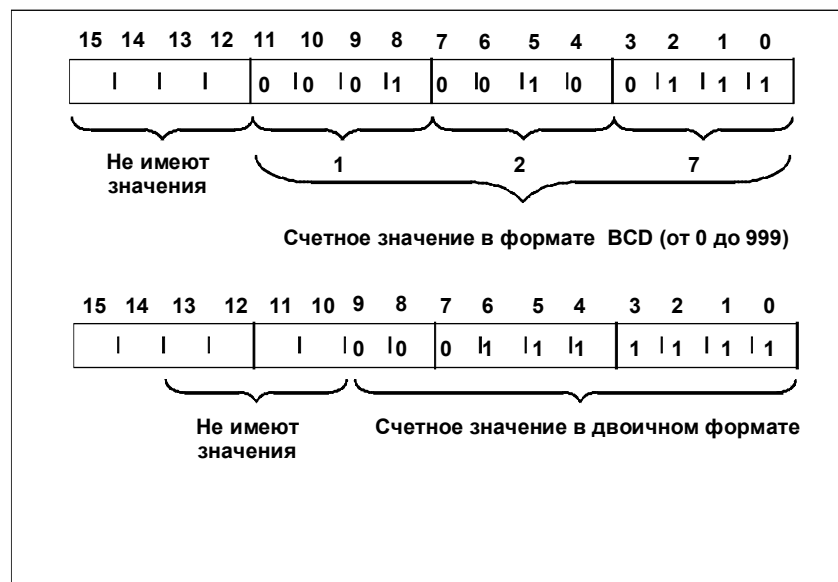 15 14 13 12 11 10 9 8 7 6 5 4 3 2 1 0
0 0 0 1 0 0 1 0 0 1 1 1
Не имеют
значения
1 2 7
Счетное значение в формате BCD (от 0 до 999)
15 14 13 12 11 10 9 8 7 6 5 4 3 2 1 0
0 0 0 1 1 1 1 1 1 1
Не имеют
значения
Счетное значение в двоичном формате